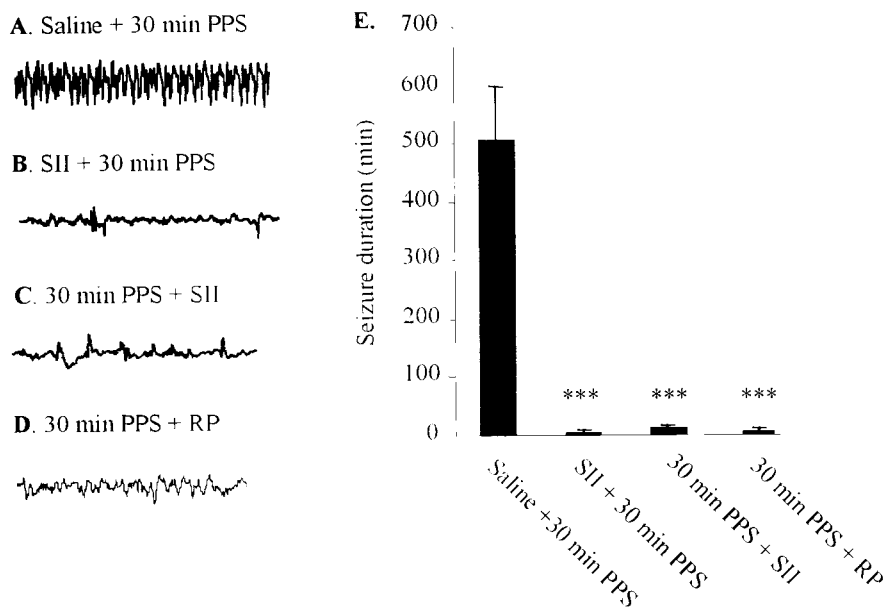 A. Saline + 30 min PPS
B. SII + 30 min PPS
C. 30 min PPS + SII
D. 30 min PPS + RP
E.
700
600
500
400
300
200
100
0
Seizure duration (min)
***
***
***
Saline +30 min PPS
SII + 30 min PPS
30 min PPS + SII
30 min PPS + RP